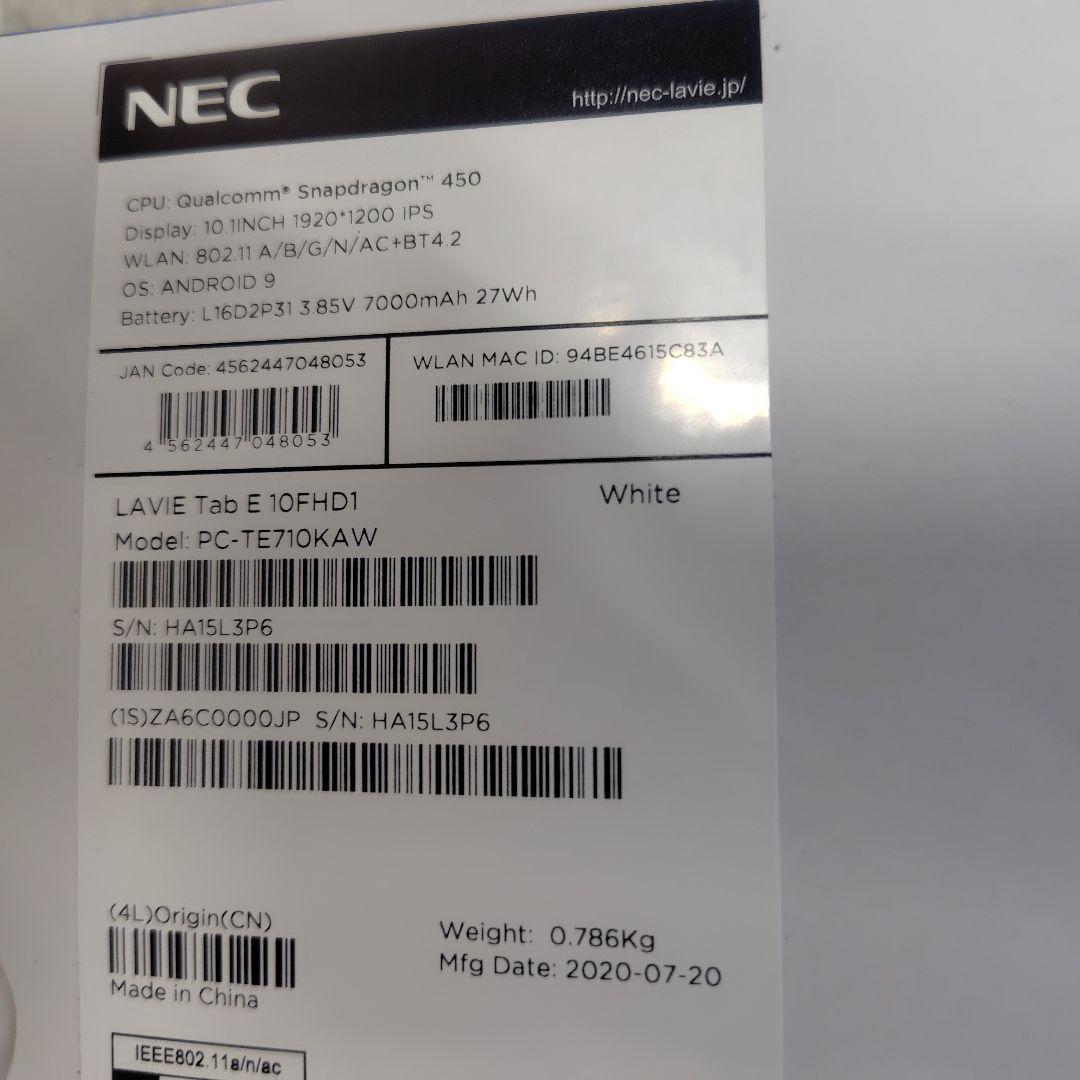 NEC
http://nec-lavie.jp/
CPU: Qualcomm® Snapdragon™ 450
Display: 10.1INCH 1920*1200 IPS
WLAN: 802.11 A/B/G/N/AC+BT4.2
OS: ANDROID 9
Battery: L16D2P31 3.85V 7000mAh 27Wh
JAN Code: 4562447048053
4 562447 048053
WLAN MAC ID: 94BE4615C83A
LAVIE Tab E 10FHD1
White
Model: PC-TE710KAW
S/N: HA15L3P6
(1S)ZA6C0000JP S/N: HA15L3P6
(4L)Origin(CN)
Made in China
Weight: 0.786Kg
Mfg Date: 2020-07-20
IEEE802.11a/n/ac